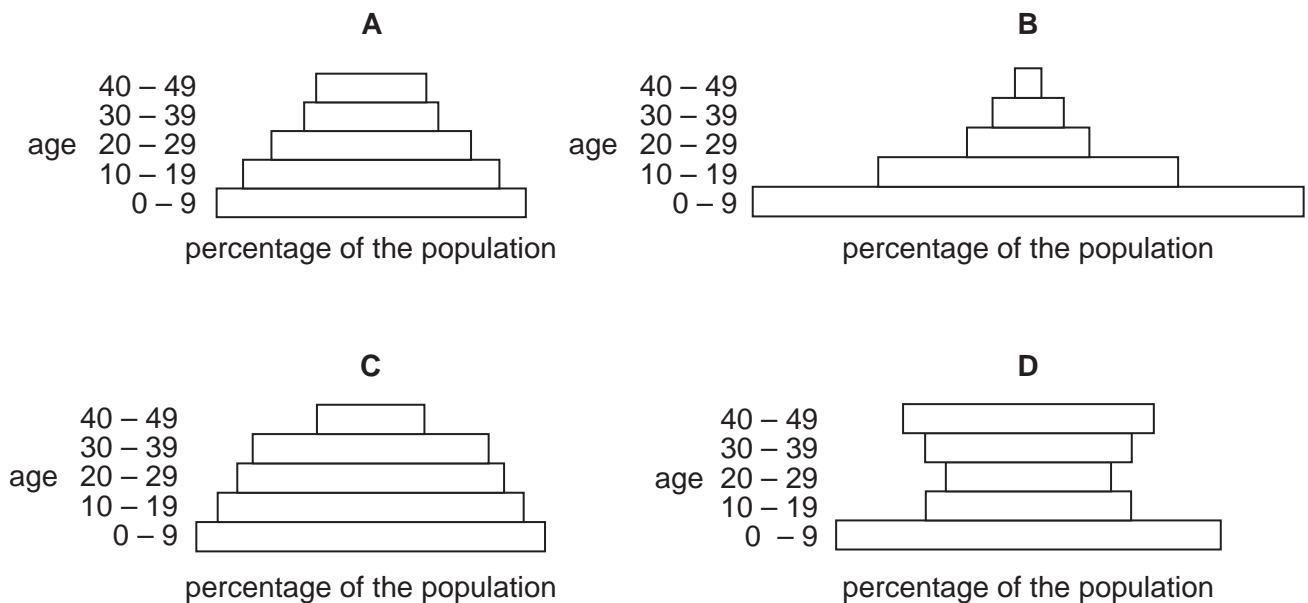 A
40 – 49
30 – 39
age 20 – 29
10 – 19
0 – 9
percentage of the population
B
40 – 49
30 – 39
age 20 – 29
10 – 19
0 – 9
percentage of the population
C
40 – 49
30 – 39
age 20 – 29
10 – 19
0 – 9
percentage of the population
D
40 – 49
30 – 39
age 20 – 29
10 – 19
0 – 9
percentage of the population